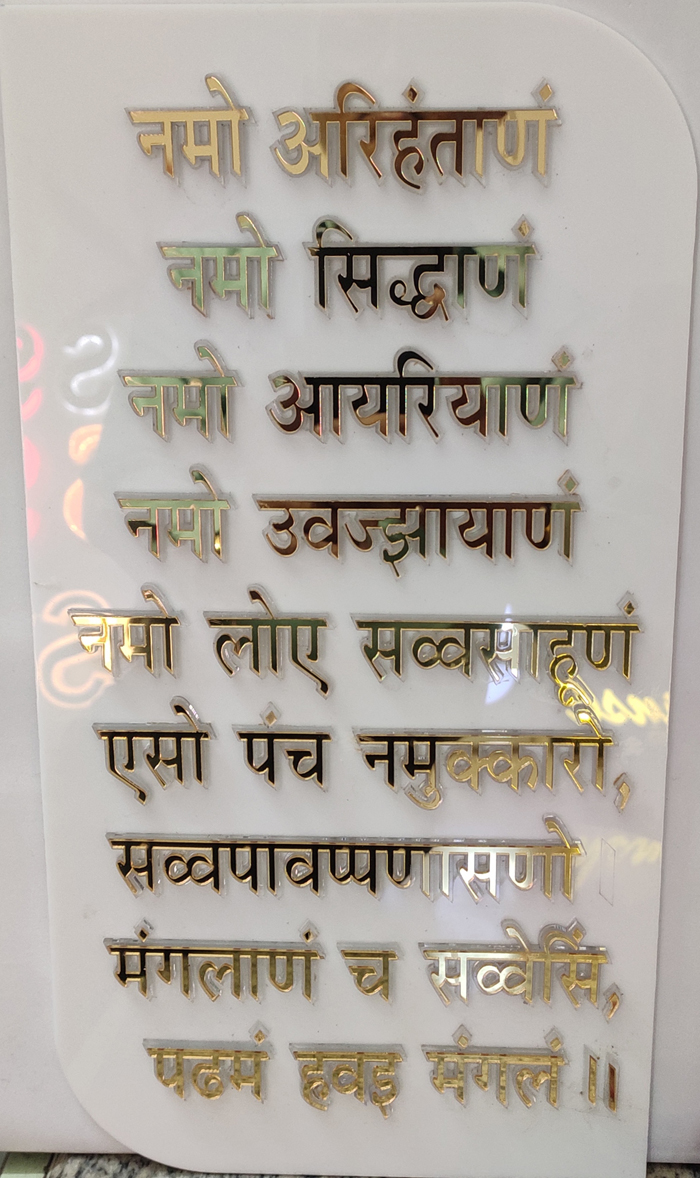 नमो अरिहंताणं
नमो सिद्धाणं
नमो आयरियाणं
नमो उवज्झायाणं
नमो लोए सव्वसाहूणं
एसो पंच नमुक्कारो,
सव्वपावप्पणासणो
मंगलाणं च सव्वेसिं,
पढमं हवइ मंगलं ।।